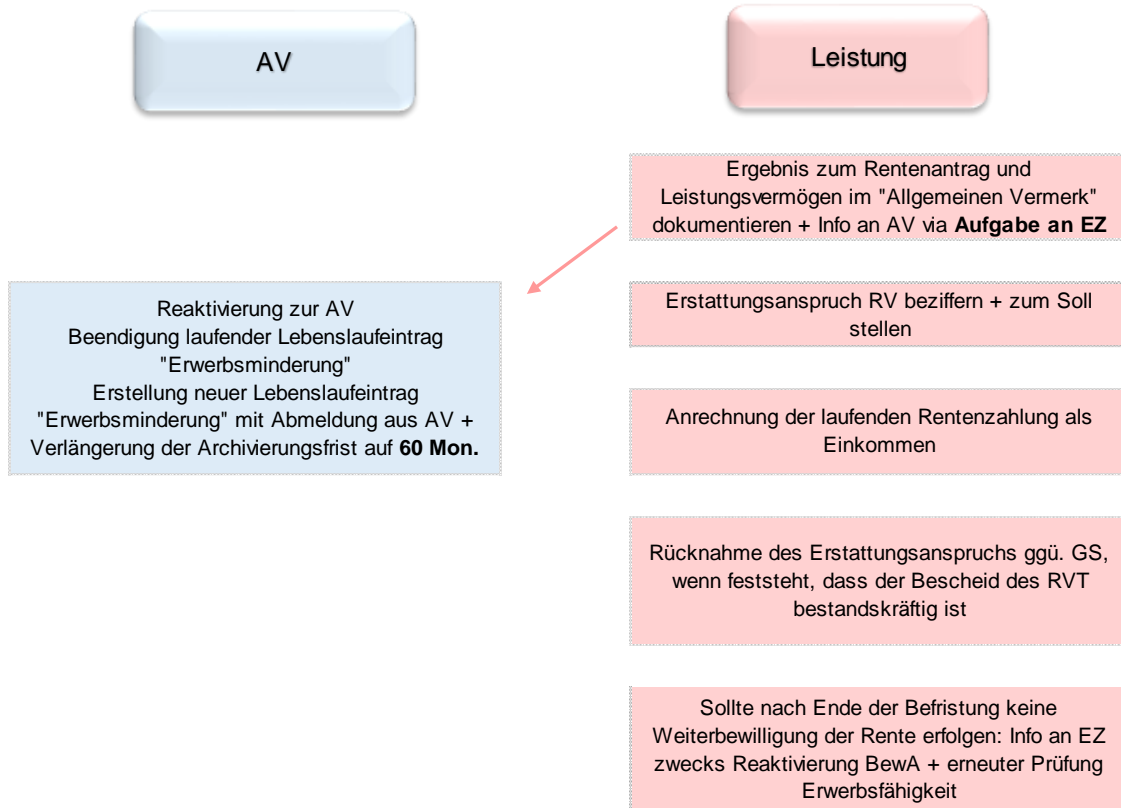 AV
Leistung
Ergebnis zum Rentenantrag und
Leistungsvermögen im "Allgemeinen Vermerk"
dokumentieren + Info an AV via Aufgabe an EZ
Reaktivierung zur AV
Beendigung laufender Lebenslaufeintrag
"Erwerbsminderung"
Erstellung neuer Lebenslaufeintrag
"Erwerbsminderung" mit Abmeldung aus AV +
Verlängerung der Archivierungsfrist auf 60 Mon.
Erstattungsanspruch RV beziffern + zum Soll
stellen
Anrechnung der laufenden Rentenzahlung als
Einkommen
Rücknahme des Erstattungsanspruchs ggü. GS,
wenn feststeht, dass der Bescheid des RVT
bestandskräftig ist
Sollte nach Ende der Befristung keine
Weiterbewilligung der Rente erfolgen: Info an EZ
zwecks Reaktivierung BewA + erneuter Prüfung
Erwerbsfähigkeit